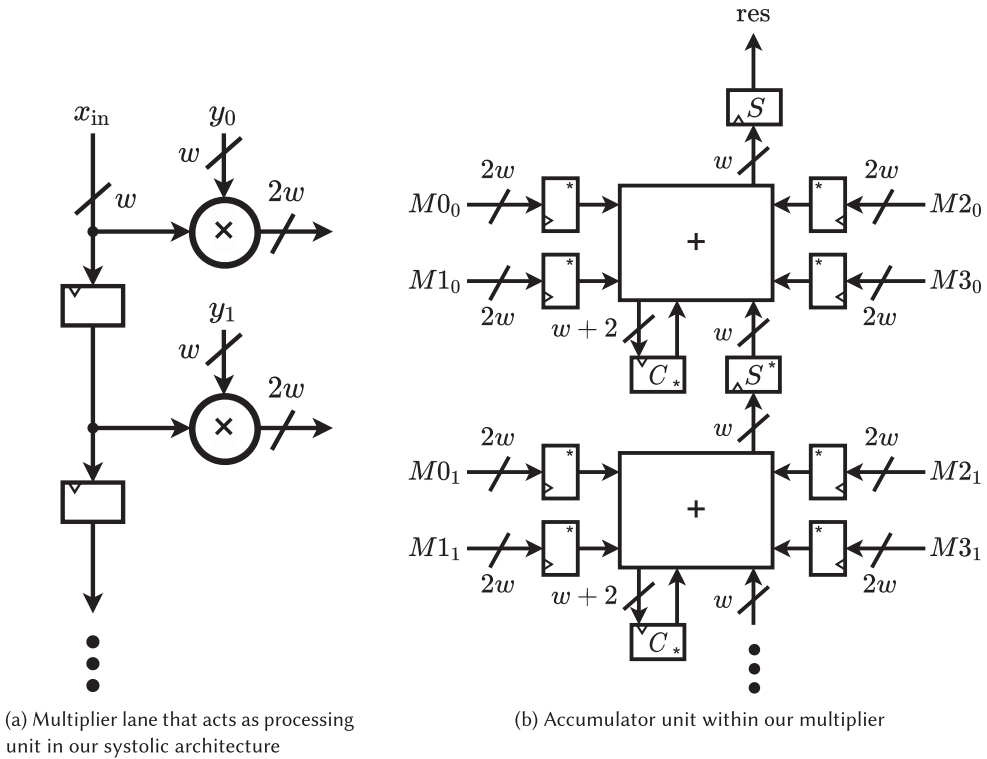 res
S
w
x_in
w
y_0
w
×
2w
y_1
w
×
2w
M0_0
2w
*
M1_0
2w
*
+
*
2w
M2_0
*
2w
M3_0
w + 2
C *
w
S *
w
M0_1
2w
*
M1_1
2w
*
+
*
2w
M2_1
*
2w
M3_1
w + 2
C *
w
(a) Multiplier lane that acts as processing
unit in our systolic architecture
(b) Accumulator unit within our multiplier